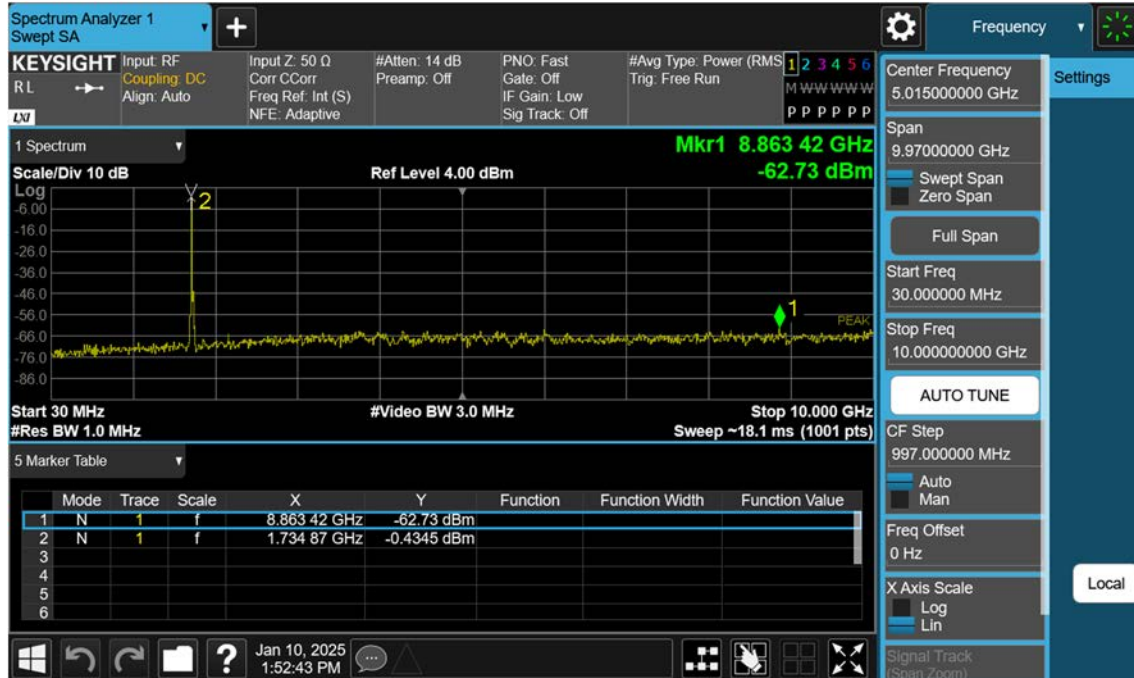 Spectrum Analyzer 1
Swept SA
+
Frequency
KEYSIGHT
RL
LXI
Input: RF
Coupling: DC
Align: Auto
Input Z: 50 Ω
Corr CCorr
Freq Ref: Int (S)
NFE: Adaptive
#Atten: 14 dB
Preamp: Off
PNO: Fast
Gate: Off
IF Gain: Low
Sig Track: Off
#Avg Type: Power (RMS
Trig: Free Run
1 2 3 4 5 6
M W W W W W
P P P P P P
1 Spectrum
Scale/Div 10 dB
Ref Level 4.00 dBm
Mkr1 8.863 42 GHz
-62.73 dBm
Log
-6.00
-16.0
-26.0
-36.0
-46.0
-56.0
-66.0
-76.0
-86.0
2
1
PEAK
Start 30 MHz
#Video BW 3.0 MHz
Stop 10.000 GHz
#Res BW 1.0 MHz
Sweep ~18.1 ms (1001 pts)
5 Marker Table
Mode Trace Scale X Y Function Function Width Function Value
1 N 1 f 8.863 42 GHz -62.73 dBm
2 N 1 f 1.734 87 GHz -0.4345 dBm
3
4
5
6
?
Jan 10, 2025
1:52:43 PM
Center Frequency
5.015000000 GHz
Span
9.97000000 GHz
Swept Span
Zero Span
Full Span
Start Freq
30.000000 MHz
Stop Freq
10.000000000 GHz
AUTO TUNE
CF Step
997.000000 MHz
Auto
Man
Freq Offset
0 Hz
X Axis Scale
Log
Lin
Signal Track
(Span Zoom)
Settings
Local